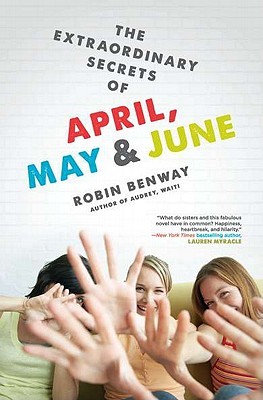 THE
EXTRAORDINARY
SECRETS
OF
APRIL,
MAY & JUNE
ROBIN BENWAY
AUTHOR OF AUDREY, WAIT!
"What do sisters and this fabulous
novel have in common? Happiness,
heartbreak, and hilarity."
—New York Times bestselling author,
LAUREN MYRACLE